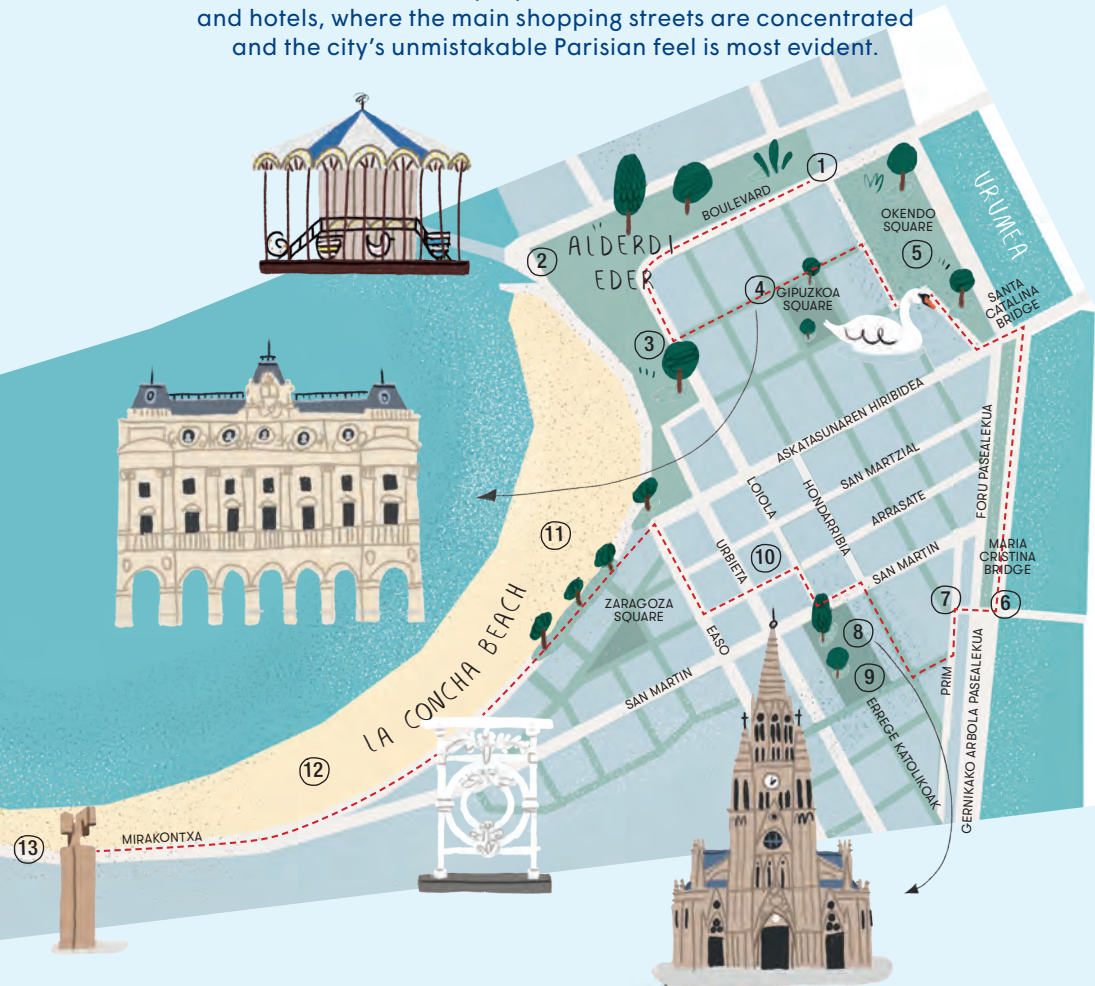 and hotels, where the main shopping streets are concentrated
and the city's unmistakable Parisian feel is most evident.
1
BOULEVARD
URUMEA
OKENDO
SQUARE
2
ALDERDI
EDER
5
4
GIPUZKOA
SQUARE
SANTA
CATALINA
BRIDGE
3
ASKATASUNAREN HIRIBIDEA
FORU PASEALEKUA
SAN MARTZIAL
LOIOLA
HONDARRIBIA
ARRASATE
11
URBIETA
10
SAN MARTIN
MARIA
CRISTINA
BRIDGE
ZARAGOZA
SQUARE
7
6
LA CONCHA BEACH
EASO
8
9
PRIM
SAN MARTIN
ERREGE KATOLIKOAK
GERNIKAKO ARBOLA PASEALEKUA
12
13
MIRAKONTXA